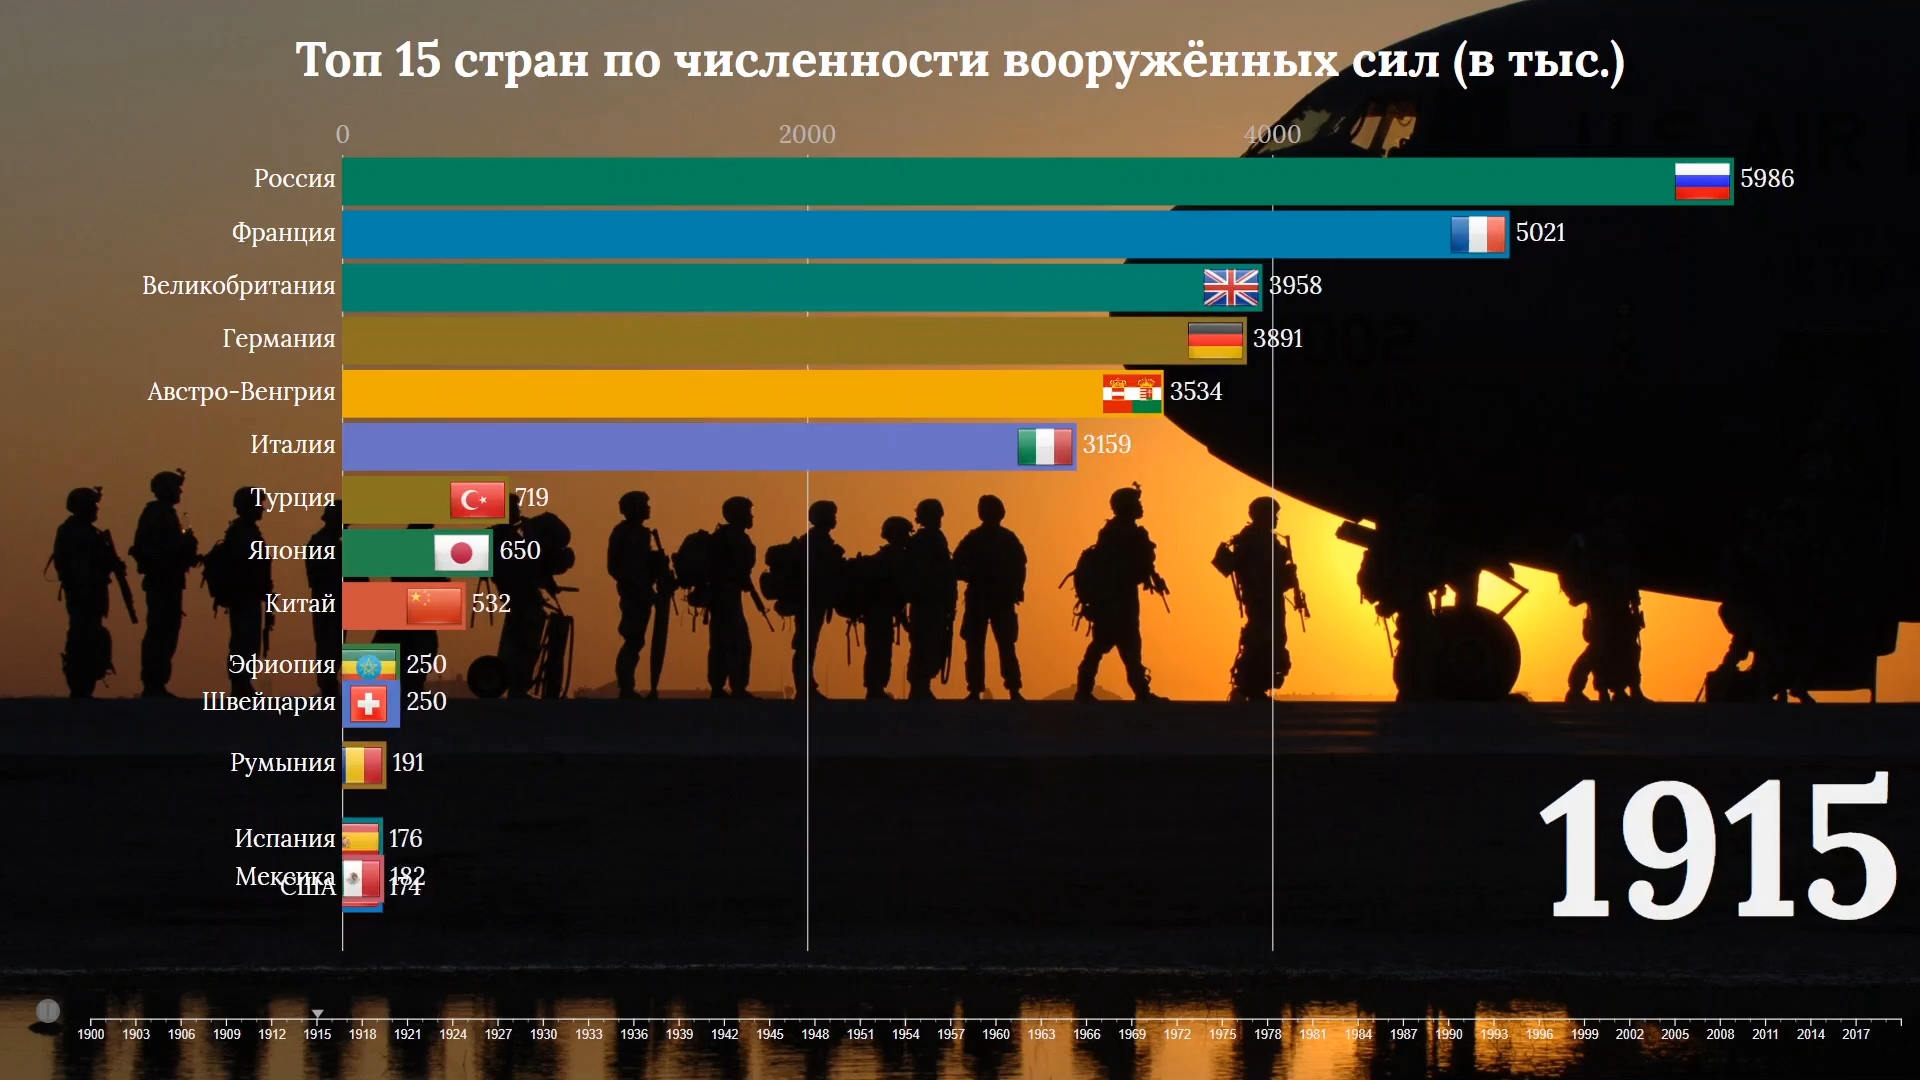 Топ 15 стран по численности вооружённых сил (в тыс.)
0 2000 4000
Россия 5986
Франция 5021
Великобритания 3958
Германия 3891
Австро-Венгрия 3534
Италия 3159
Турция 719
Япония 650
Китай 532
Эфиопия 250
Швейцария 250
Румыния 191
Испания 176
Мексика 182
США 174
1915
1900 1903 1906 1909 1912 1915 1918 1921 1924 1927 1930 1933 1936 1939 1942 1945 1948 1951 1954 1957 1960 1963 1966 1969 1972 1975 1978 1981 1984 1987 1990 1993 1996 1999 2002 2005 2008 2011 2014 2017